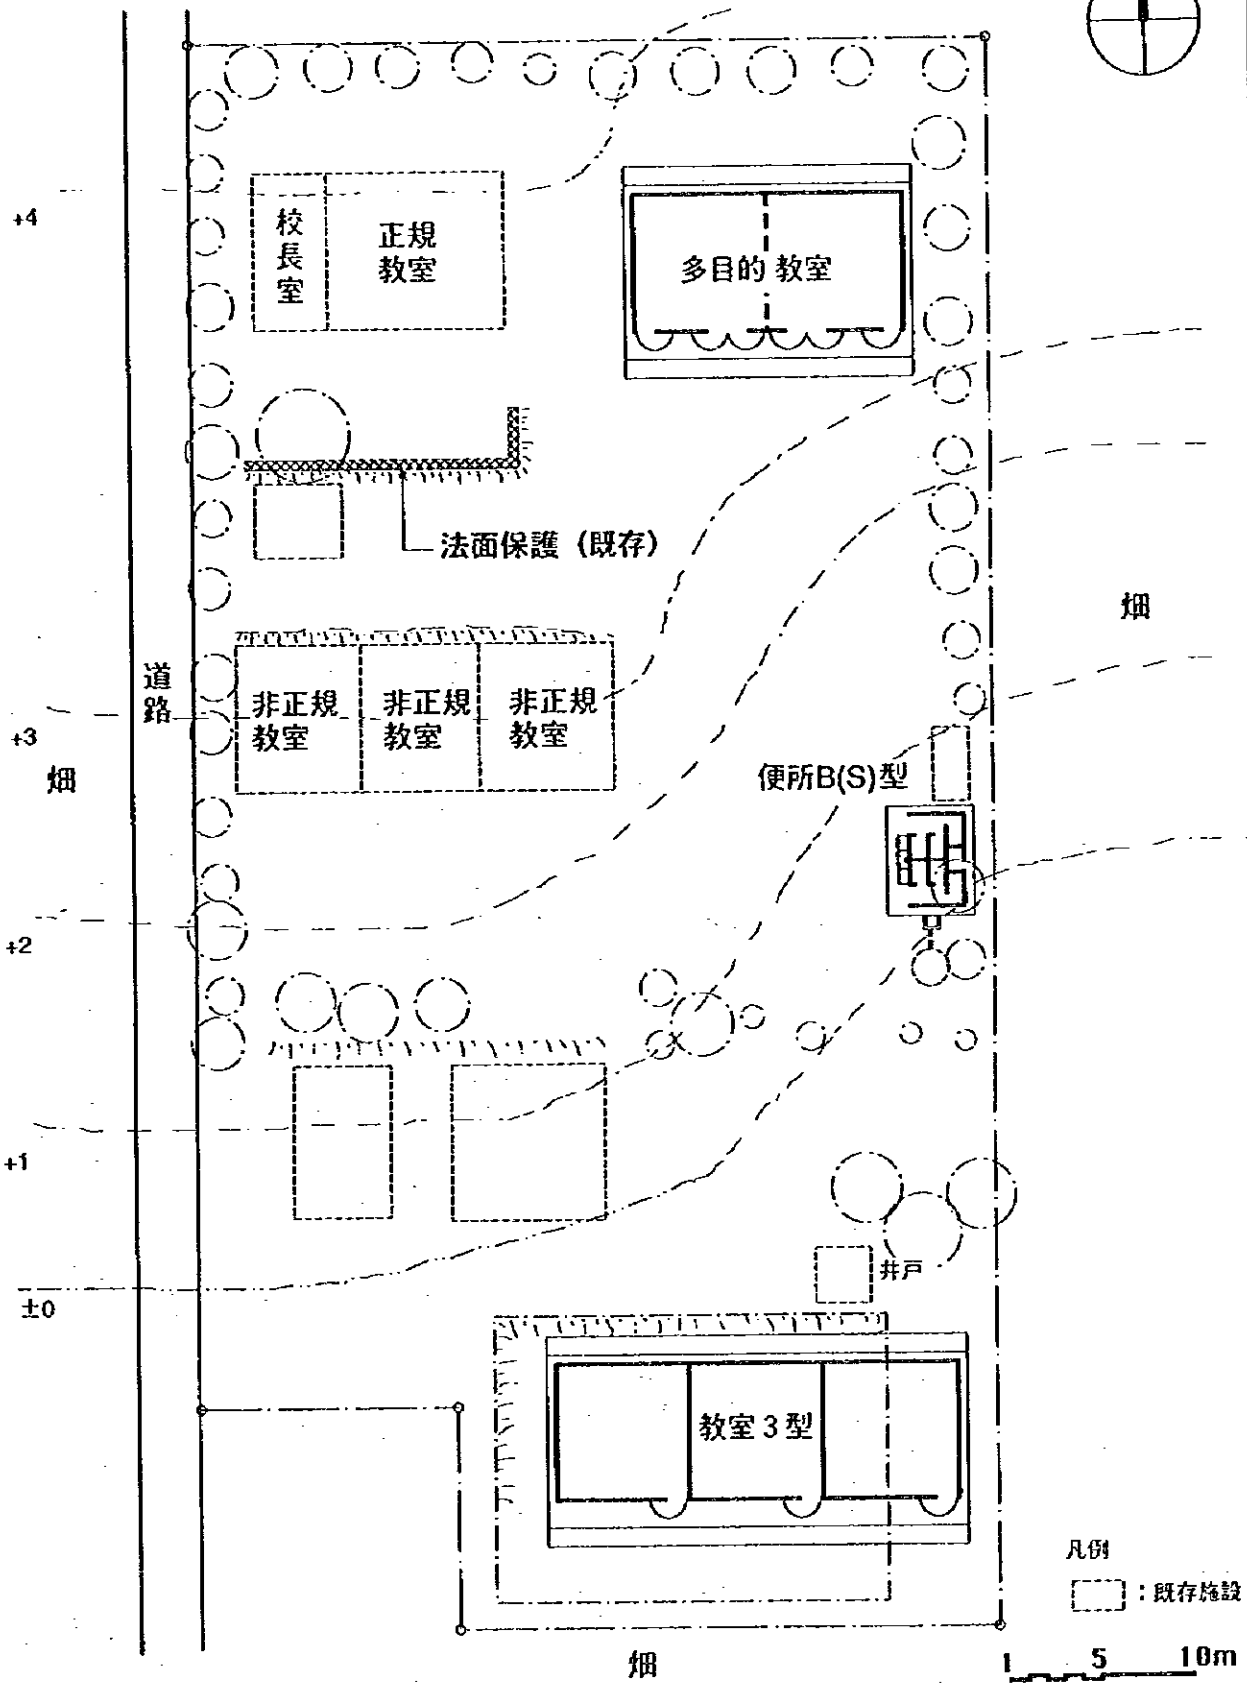 +4
校長室
正規
教室
多目的 教室
法面保護 (既存)
畑
道路
非正規
教室
非正規
教室
非正規
教室
+3
畑
便所B(S)型
+2
+1
井戸
±0
教室3型
凡例
:既存施設
畑
1 5 10m